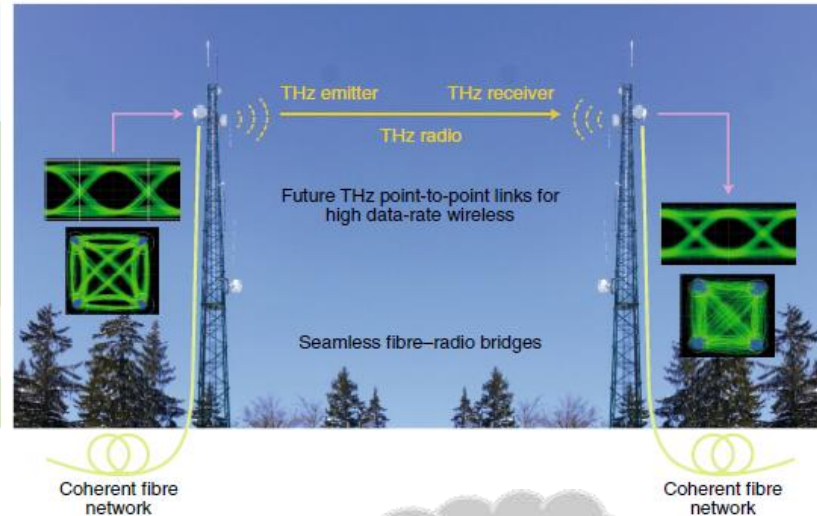 THz emitter
THz receiver
THz radio
Future THz point-to-point links for
high data-rate wireless
Seamless fibre–radio bridges
Coherent fibre
network
Coherent fibre
network